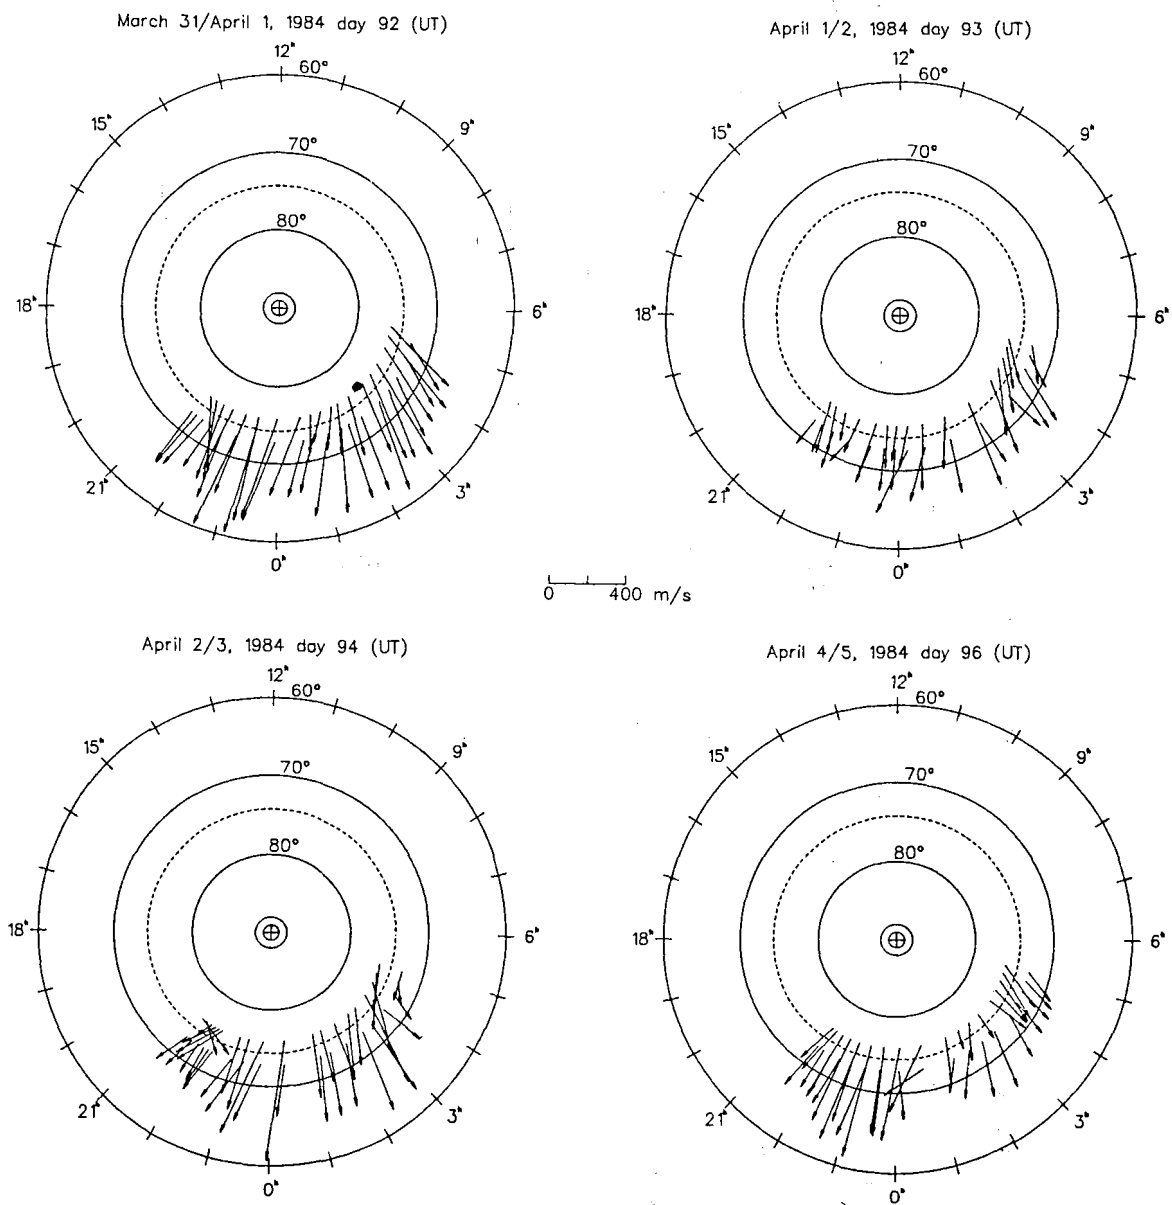 March 31/April 1, 1984 day 92 (UT)
12ʰ
60°
15ʰ
9ʰ
70°
80°
18ʰ
6ʰ
21ʰ
3ʰ
0ʰ
April 1/2, 1984 day 93 (UT)
12ʰ
60°
15ʰ
9ʰ
70°
80°
18ʰ
6ʰ
21ʰ
3ʰ
0ʰ
0 400 m/s
April 2/3, 1984 day 94 (UT)
12ʰ
60°
15ʰ
9ʰ
70°
80°
18ʰ
6ʰ
21ʰ
3ʰ
0ʰ
April 4/5, 1984 day 96 (UT)
12ʰ
60°
15ʰ
9ʰ
70°
80°
18ʰ
6ʰ
21ʰ
3ʰ
0ʰ